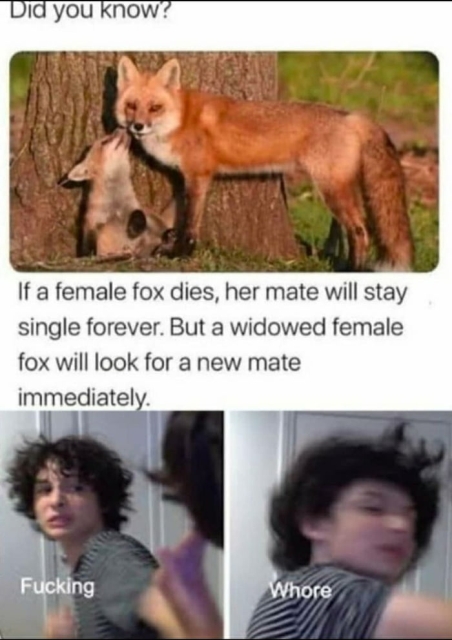 Did you know?
If a female fox dies, her mate will stay
single forever. But a widowed female
fox will look for a new mate
immediately.
Fucking
Whore